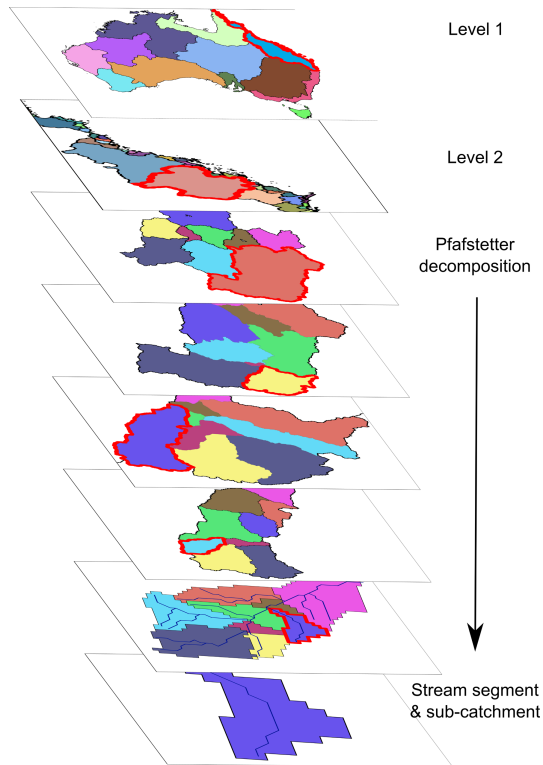 Level 1
Level 2
Pfafstetter
decomposition
Stream segment
& sub-catchment